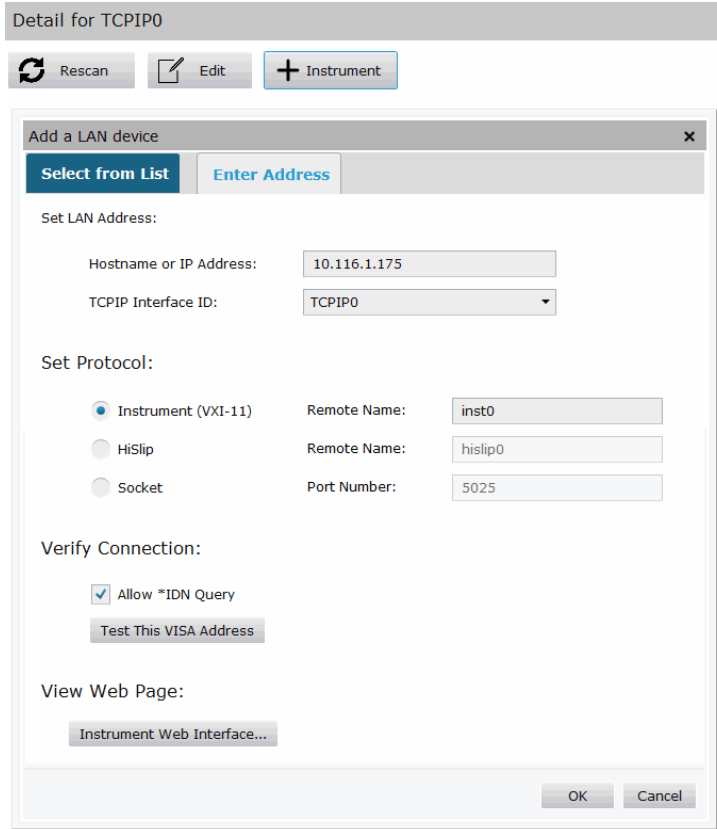 Detail for TCPIP0
Rescan Edit Instrument
Add a LAN device
Select from List Enter Address
Set LAN Address:
Hostname or IP Address: 10.116.1.175
TCPIP Interface ID: TCPIP0
Set Protocol:
Instrument (VXI-11) Remote Name: inst0
HiSlip Remote Name: hislip0
Socket Port Number: 5025
Verify Connection:
Allow *IDN Query
Test This VISA Address
View Web Page:
Instrument Web Interface...
OK Cancel